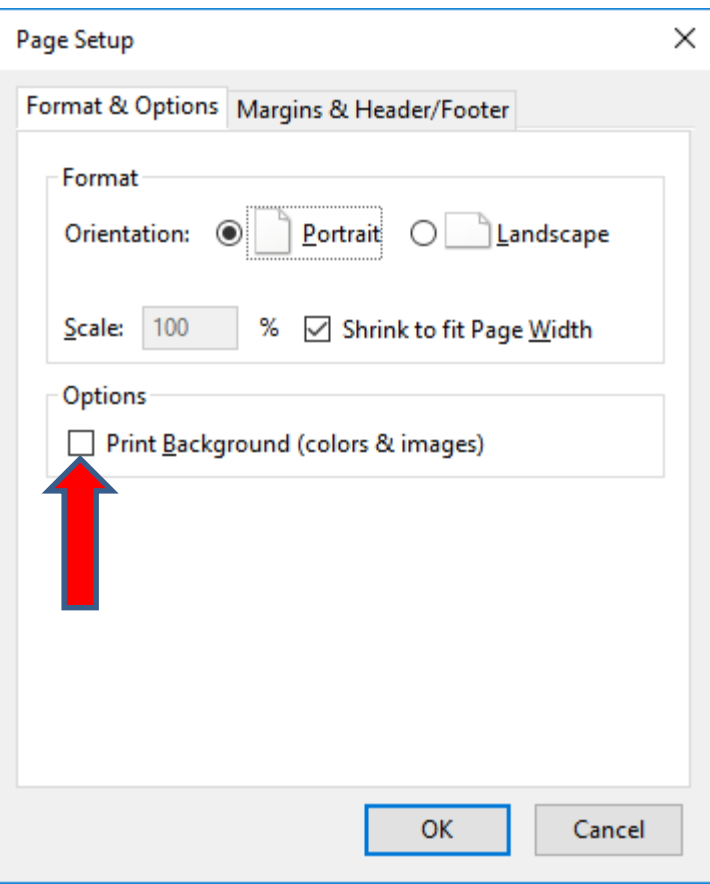 Page Setup
Format & Options Margins & Header/Footer
Format
Orientation: Portrait Landscape
Scale: 100 % Shrink to fit Page Width
Options
Print Background (colors & images)
OK Cancel